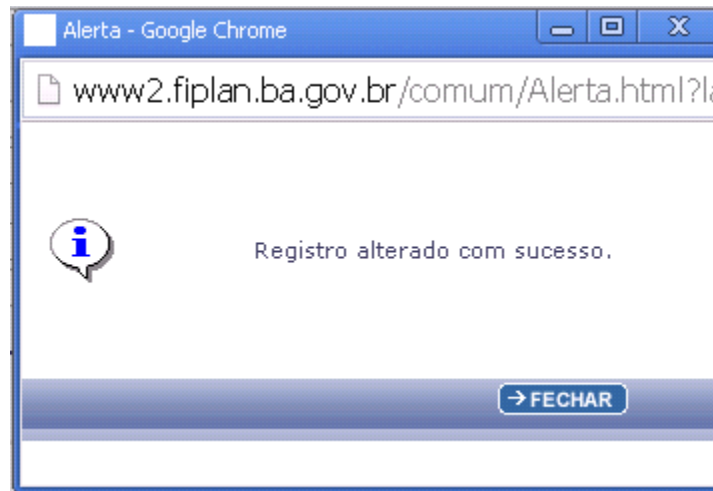 Alerta - Google Chrome
www2.fiplan.ba.gov.br/comum/Alerta.html?la
Registro alterado com sucesso.
FECHAR